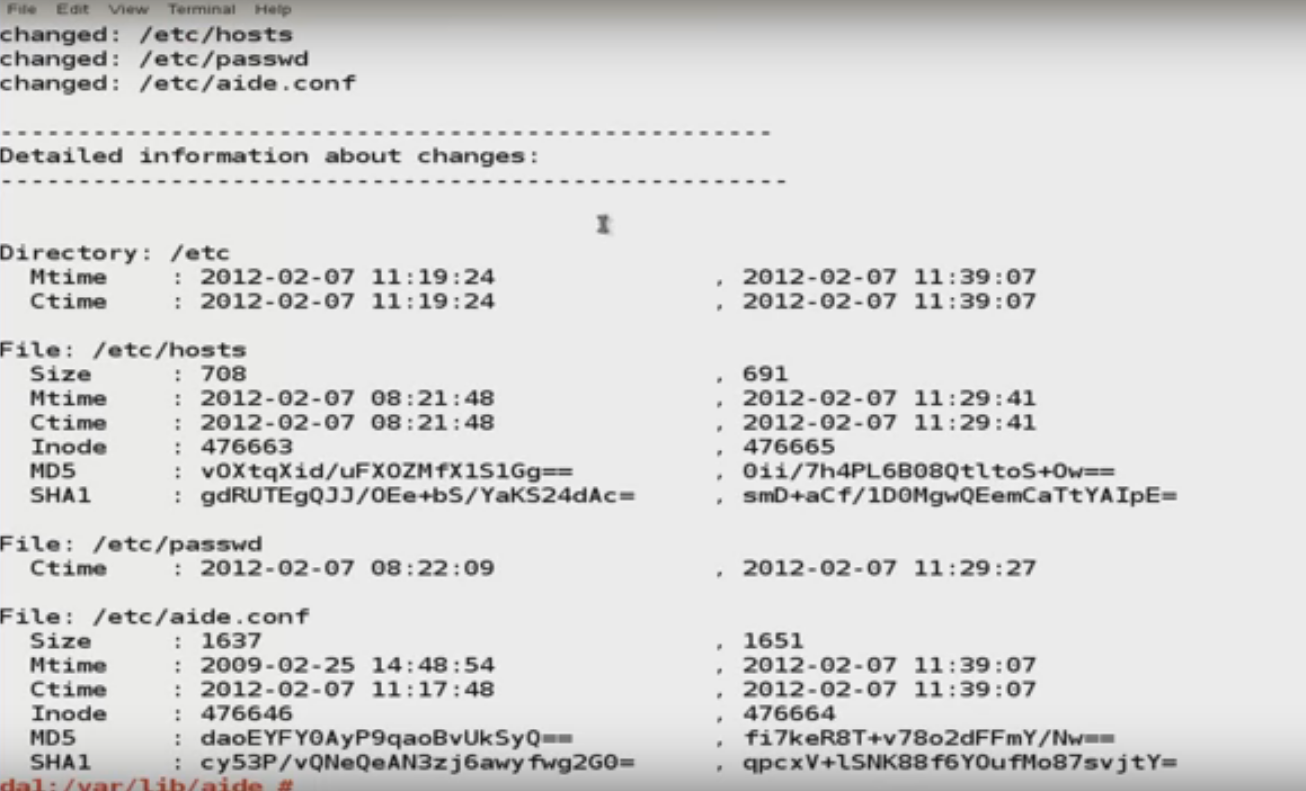 File Edit View Terminal Help
changed: /etc/hosts
changed: /etc/passwd
changed: /etc/aide.conf
--------------------------------------------------
Detailed information about changes:
---------------------------------------------------
Directory: /etc
Mtime : 2012-02-07 11:19:24 , 2012-02-07 11:39:07
Ctime : 2012-02-07 11:19:24 , 2012-02-07 11:39:07
File: /etc/hosts
Size : 708 , 691
Mtime : 2012-02-07 08:21:48 , 2012-02-07 11:29:41
Ctime : 2012-02-07 08:21:48 , 2012-02-07 11:29:41
Inode : 476663 , 476665
MD5 : vOXtqXid/uFXOZMfX1S1Gg== , 0ii/7h4PL6B08QtltoS+Ow==
SHA1 : gdRUTEgQJJ/OEe+bS/YaKS24dAc= , smD+aCf/1D0MgwQEemCaTtYAIpE=
File: /etc/passwd
Ctime : 2012-02-07 08:22:09 , 2012-02-07 11:29:27
File: /etc/aide.conf
Size : 1637 , 1651
Mtime : 2009-02-25 14:48:54 , 2012-02-07 11:39:07
Ctime : 2012-02-07 11:17:48 , 2012-02-07 11:39:07
Inode : 476646 , 476664
MD5 : daoEYFY0AyP9qaoBvUkSyQ== , fi7keR8T+v78o2dFFmY/Nw==
SHA1 : cy53P/vQNeQeAN3zj6awyfwg2G0= , qpcxV+lSNK88f6YOufMo87svjtY=
dal:/var/lib/aide #